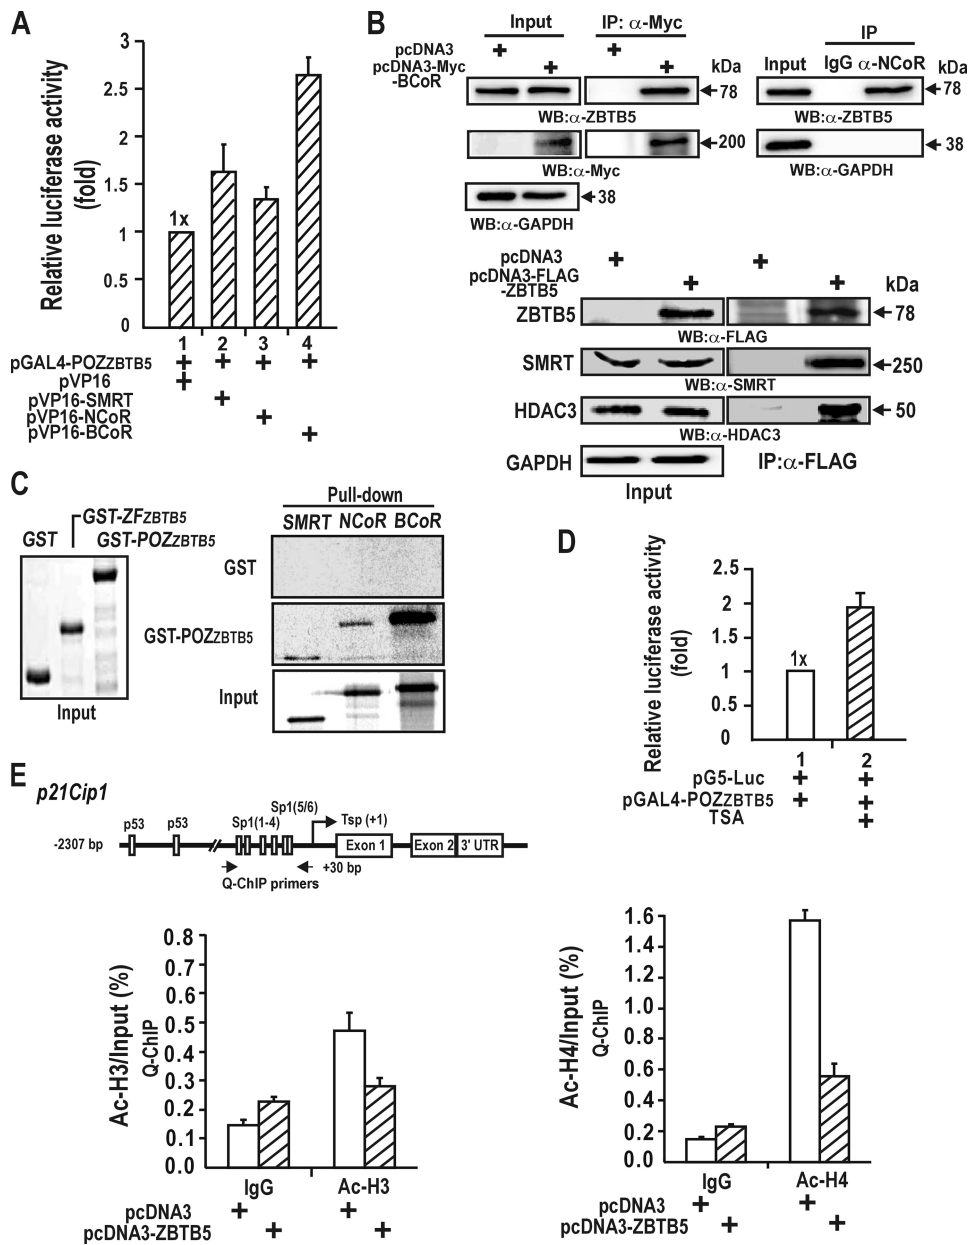 A
Relative luciferase activity
(fold)
3
2.5
2
1.5
1
0.5
0
1x
1 2 3 4
pGAL4-POZZBTB5 + + + +
pVP16 +
pVP16-SMRT +
pVP16-NCoR +
pVP16-BCoR +
B
Input IP: α-Myc
pcDNA3 + +
pcDNA3-Myc + + kDa
-BCoR
78
WB:α-ZBTB5
200
WB:α-Myc
38
WB:α-GAPDH
IP
Input IgG α-NCoR kDa
78
WB:α-ZBTB5
38
WB:α-GAPDH
pcDNA3 + +
pcDNA3-FLAG + + kDa
-ZBTB5
ZBTB5 78
WB:α-FLAG
SMRT 250
WB:α-SMRT
HDAC3 50
WB:α-HDAC3
GAPDH IP:α-FLAG
Input
C
GST-ZFZBTB5
GST GST-POZZBTB5
Input
Pull-down
SMRT NCoR BCoR
GST
GST-POZZBTB5
Input
D
Relative luciferase activity
(fold)
2.5
2
1.5
1
0.5
0
1x
1 2
pG5-Luc + +
pGAL4-POZZBTB5 + +
TSA +
E
p21Cip1
Sp1(5/6)
p53 p53 Sp1(1-4) Tsp (+1)
-2307 bp // Exon 1 Exon 2 3' UTR
+30 bp
Q-ChIP primers
Ac-H3/Input (%)
Q-ChIP
0.8
0.7
0.6
0.5
0.4
0.3
0.2
0.1
0.0
IgG Ac-H3
pcDNA3 + +
pcDNA3-ZBTB5 + +
Ac-H4/Input (%)
Q-ChIP
1.6
1.4
1.2
1.0
0.8
0.6
0.4
0.2
0.0
IgG Ac-H4
pcDNA3 + +
pcDNA3-ZBTB5 + +